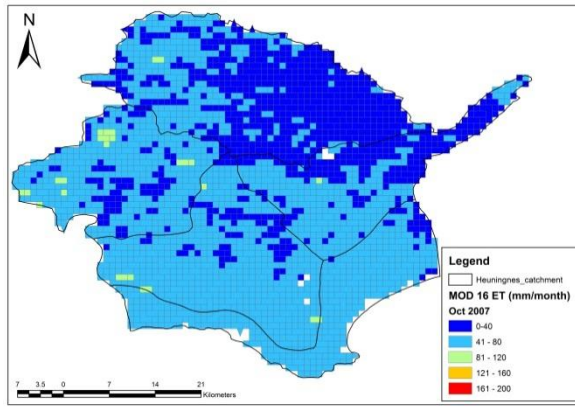 N
Legend
Heuningnes_catchment
MOD 16 ET (mm/month)
Oct 2007
0-40
41 - 80
81 - 120
121 - 160
161 - 200
7 3.5 0 7 14 21
Kilometers